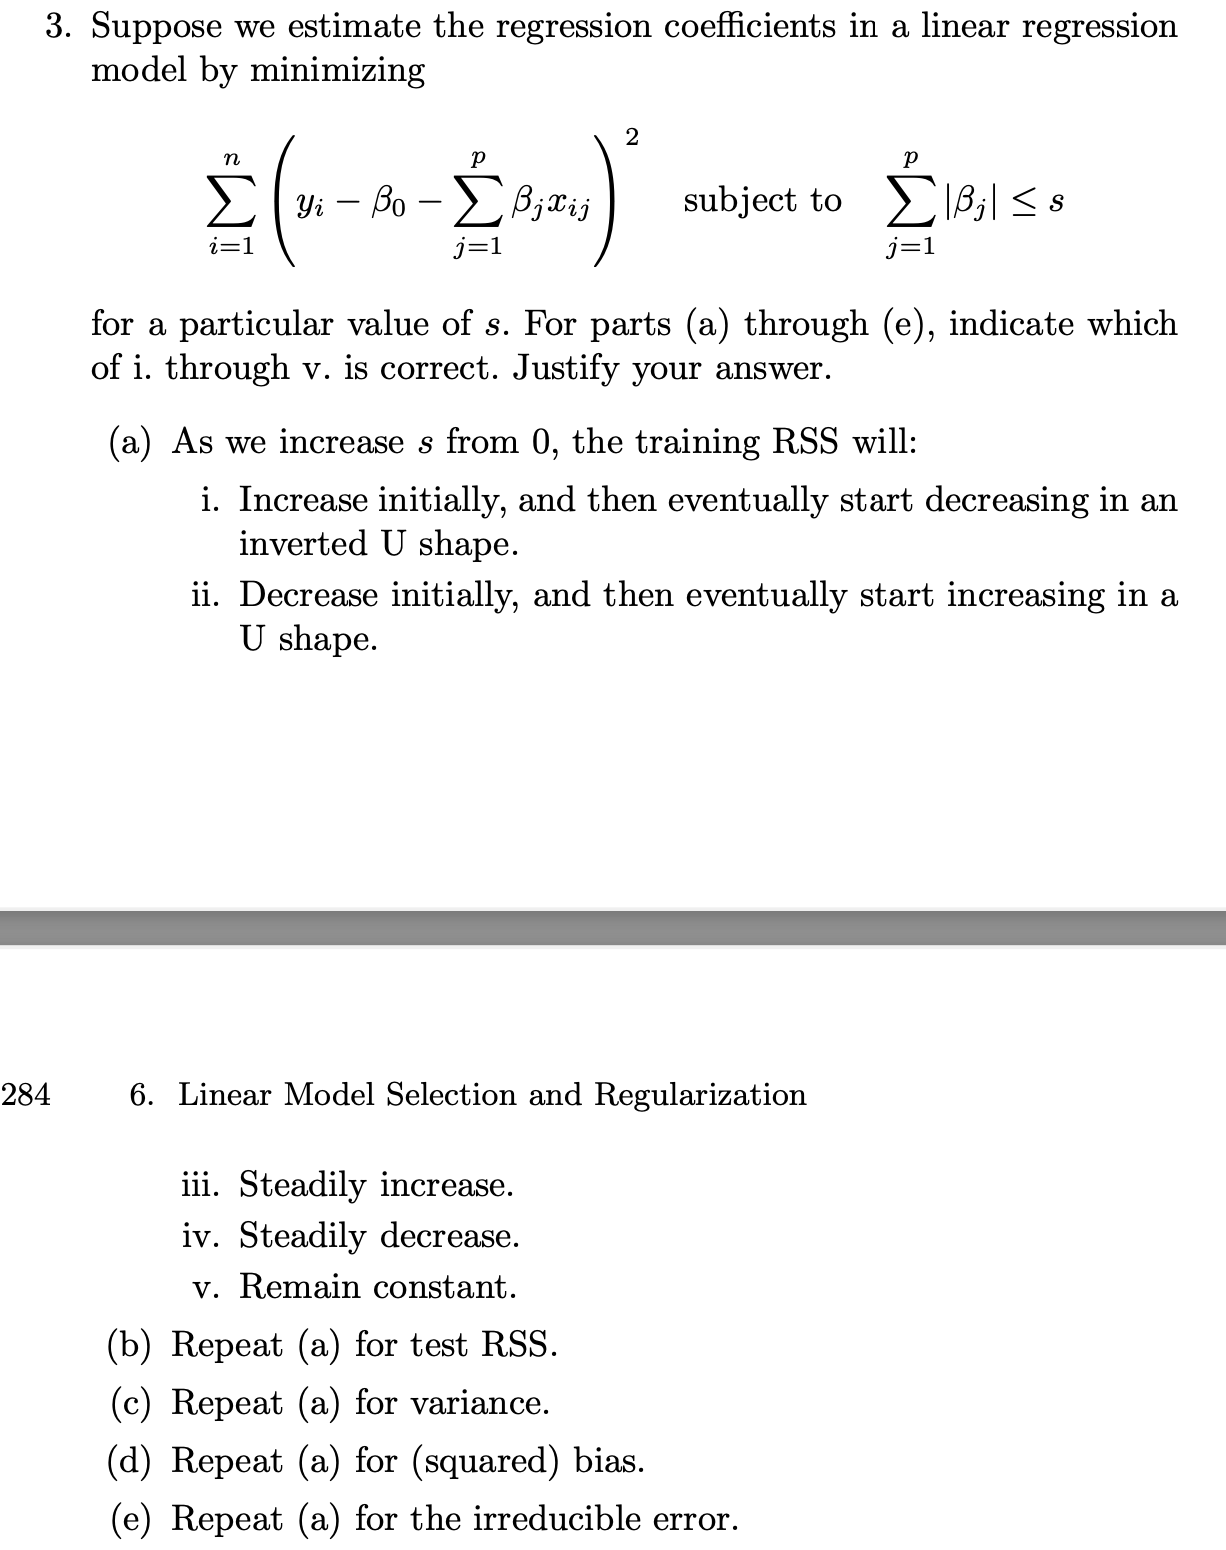 3. Suppose we estimate the regression coefficients in a linear regression
model by minimizing
$\sum_{i=1}^{n} \left( y_i - \beta_0 - \sum_{j=1}^{p} \beta_j x_{ij} \right)^2$ subject to $\sum_{j=1}^{p} |\beta_j| \leq s$
for a particular value of s. For parts (a) through (e), indicate which
of i. through v. is correct. Justify your answer.
(a) As we increase s from 0, the training RSS will:
i. Increase initially, and then eventually start decreasing in an
inverted U shape.
ii. Decrease initially, and then eventually start increasing in a
U shape.
284 6. Linear Model Selection and Regularization
iii. Steadily increase.
iv. Steadily decrease.
v. Remain constant.
(b) Repeat (a) for test RSS.
(c) Repeat (a) for variance.
(d) Repeat (a) for (squared) bias.
(e) Repeat (a) for the irreducible error.